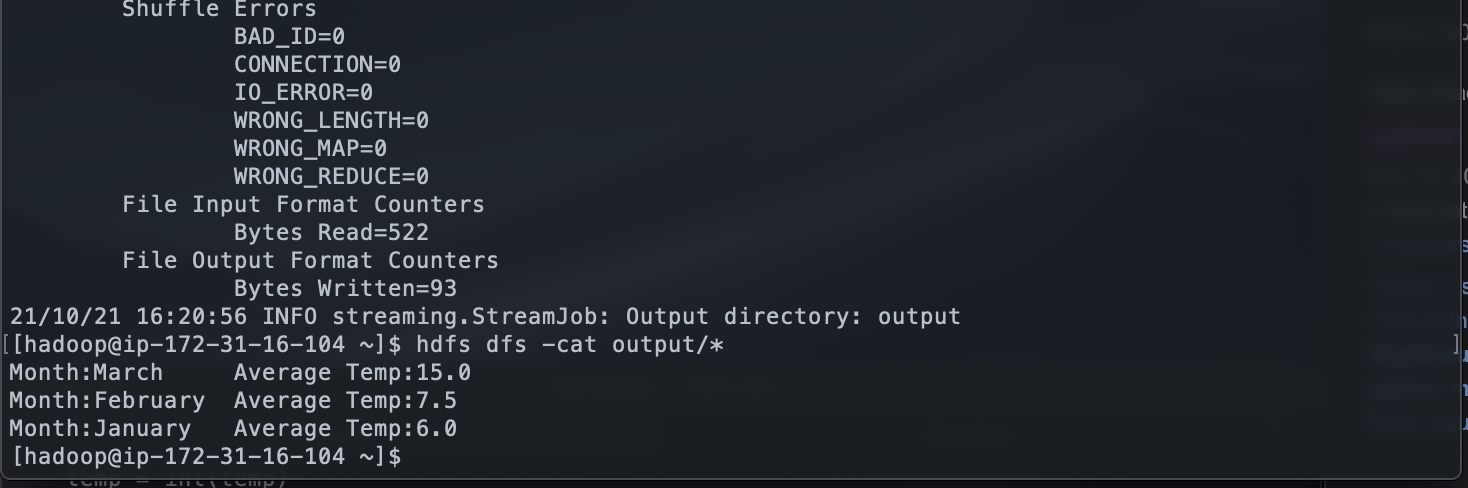 Shuffle Errors
BAD_ID=0
CONNECTION=0
IO_ERROR=0
WRONG_LENGTH=0
WRONG_MAP=0
WRONG_REDUCE=0
File Input Format Counters
Bytes Read=522
File Output Format Counters
Bytes Written=93
21/10/21 16:20:56 INFO streaming.StreamJob: Output directory: output
[[hadoop@ip-172-31-16-104 ~]$ hdfs dfs -cat output/* ]
Month:March Average Temp:15.0
Month:February Average Temp:7.5
Month:January Average Temp:6.0
[hadoop@ip-172-31-16-104 ~]$
temp = int(temp)